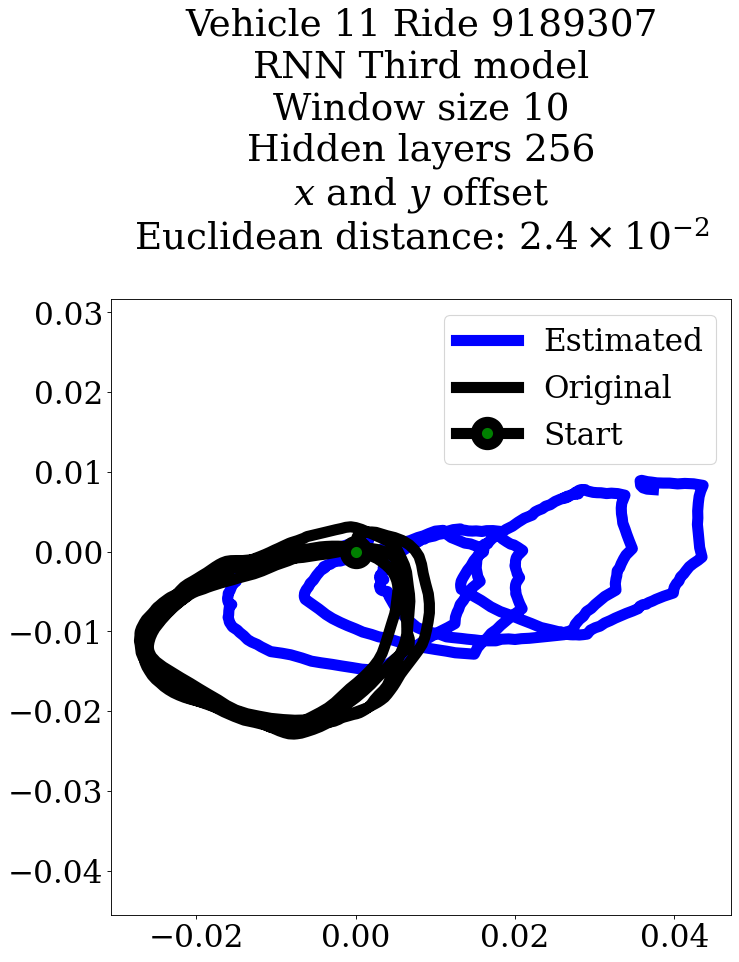 Vehicle 11 Ride 9189307
RNN Third model
Window size 10
Hidden layers 256
x and y offset
Euclidean distance: 2.4 × 10⁻²
Estimated
Original
Start
0.03
0.02
0.01
0.00
−0.01
−0.02
−0.03
−0.04
−0.02 0.00 0.02 0.04